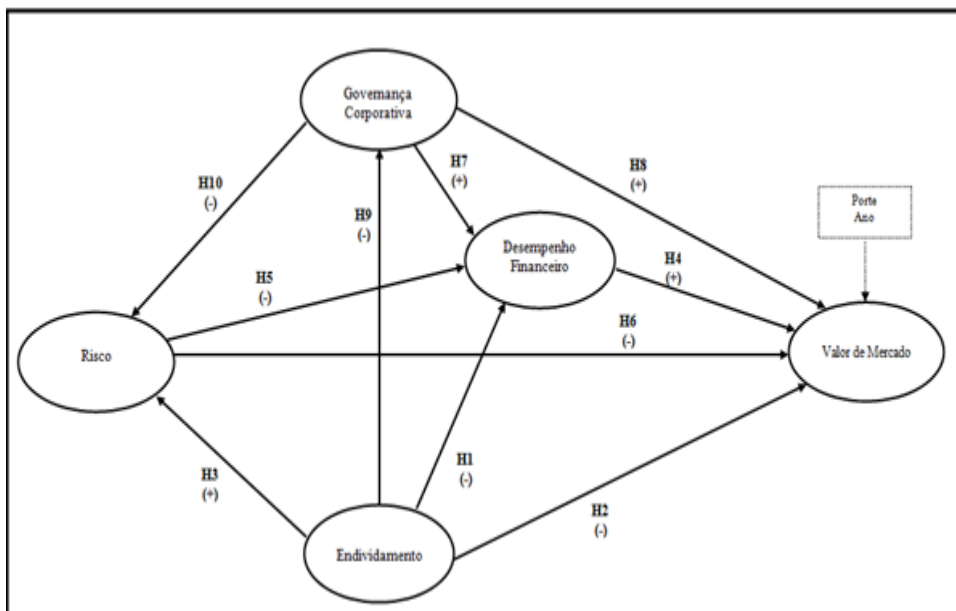 Governança
Corporativa
H10
(-)
H7
(+)
H8
(+)
H9
(-)
Porte
Ano
Desempenho
Financeiro
H5
(-)
H4
(+)
Risco
H6
(-)
Valor de Mercado
H3
(+)
H1
(-)
H2
(-)
Endividamento